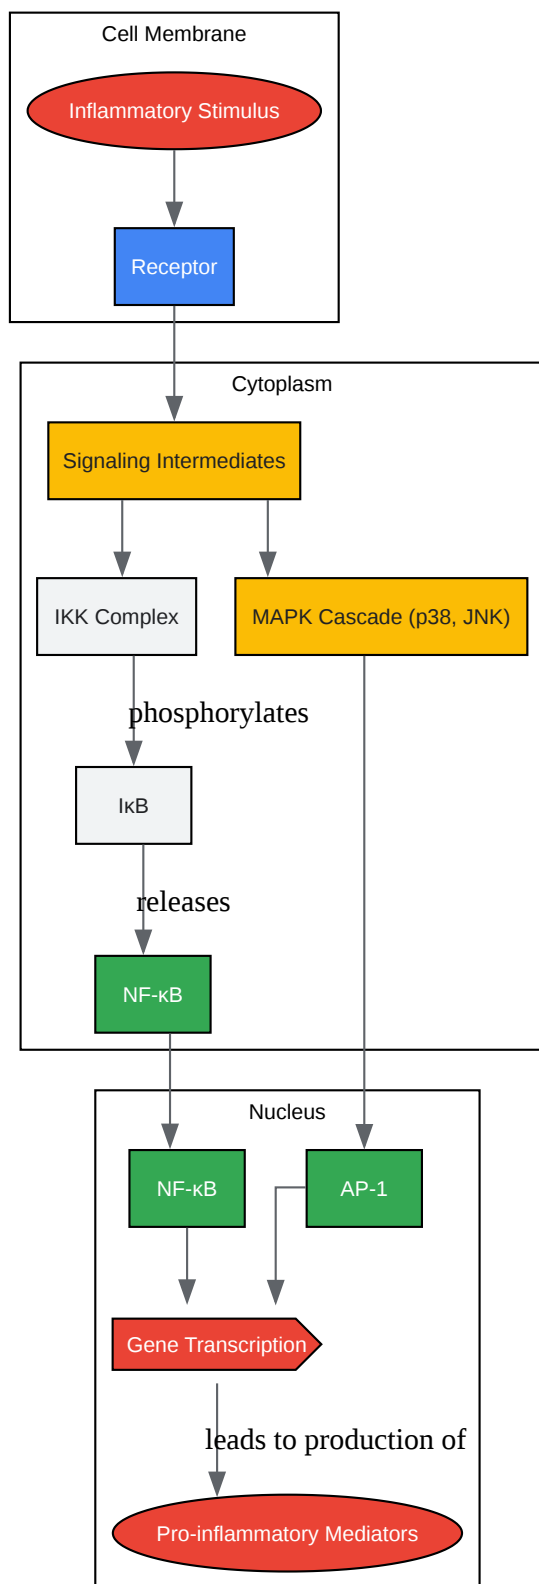 Cell Membrane
Inflammatory Stimulus
Receptor
Cytoplasm
Signaling Intermediates
IKK Complex
MAPK Cascade (p38, JNK)
phosphorylates
IκB
releases
NF-κB
Nucleus
NF-κB
AP-1
Gene Transcription
leads to production of
Pro-inflammatory Mediators